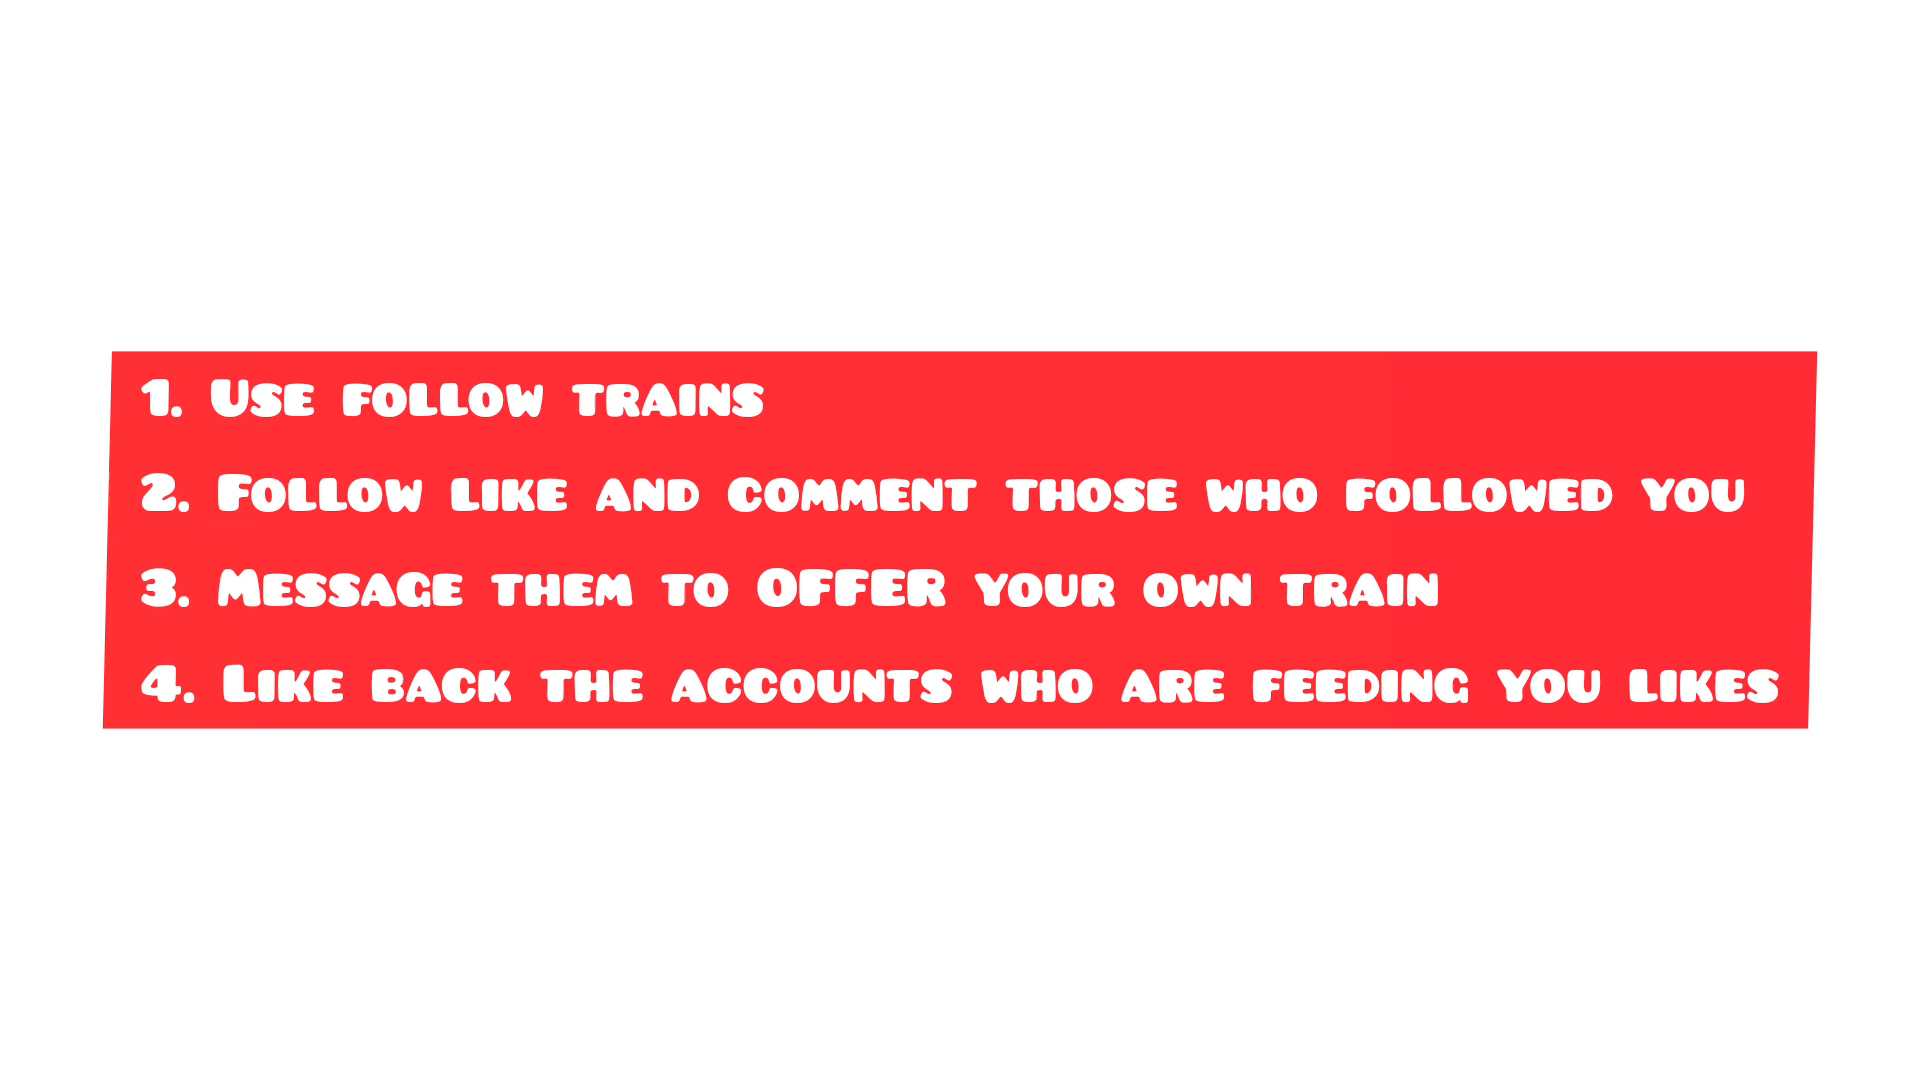 1. Use follow trains
2. Follow like and comment those who followed you
3. Message them to OFFER your own train
4. Like back the accounts who are feeding you likes